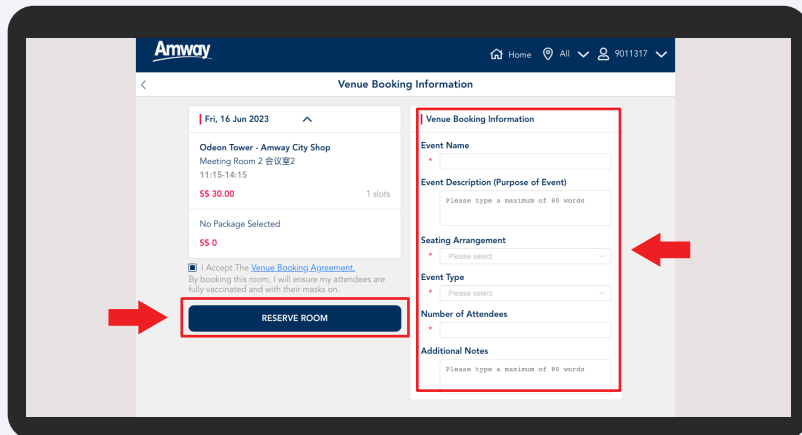 Amway
Home All 9011317
Venue Booking Information
Fri, 16 Jun 2023
Odeon Tower - Amway City Shop
Meeting Room 2 会议室2
11:15-14:15
S$ 30.00 1 slots
No Package Selected
S$ 0
I Accept The Venue Booking Agreement.
By booking this room, I will ensure my attendees are
fully vaccinated and with their masks on.
RESERVE ROOM
Venue Booking Information
Event Name
*
Event Description (Purpose of Event)
Please type a maximum of 80 words
Seating Arrangement
* Please select
Event Type
* Please select
Number of Attendees
*
Additional Notes
Please type a maximum of 80 words